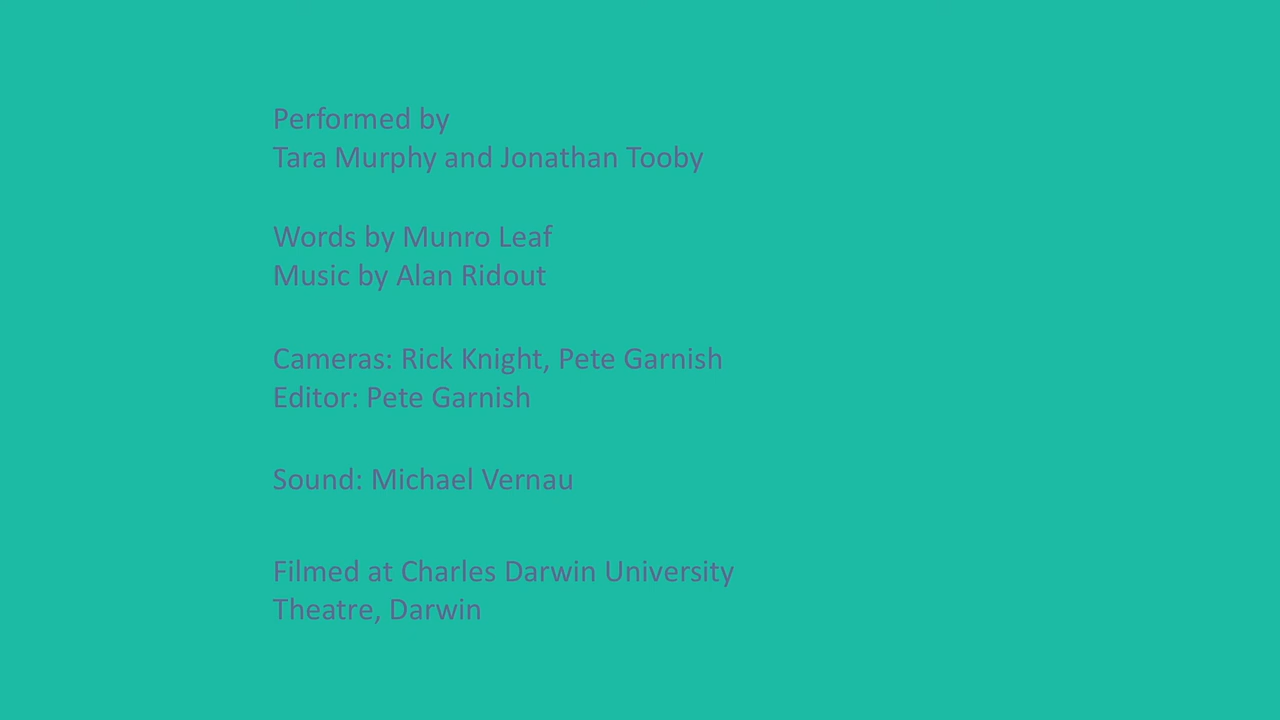 Performed by
Tara Murphy and Jonathan Tooby
Words by Munro Leaf
Music by Alan Ridout
Cameras: Rick Knight, Pete Garnish
Editor: Pete Garnish
Sound: Michael Vernau
Filmed at Charles Darwin University
Theatre, Darwin